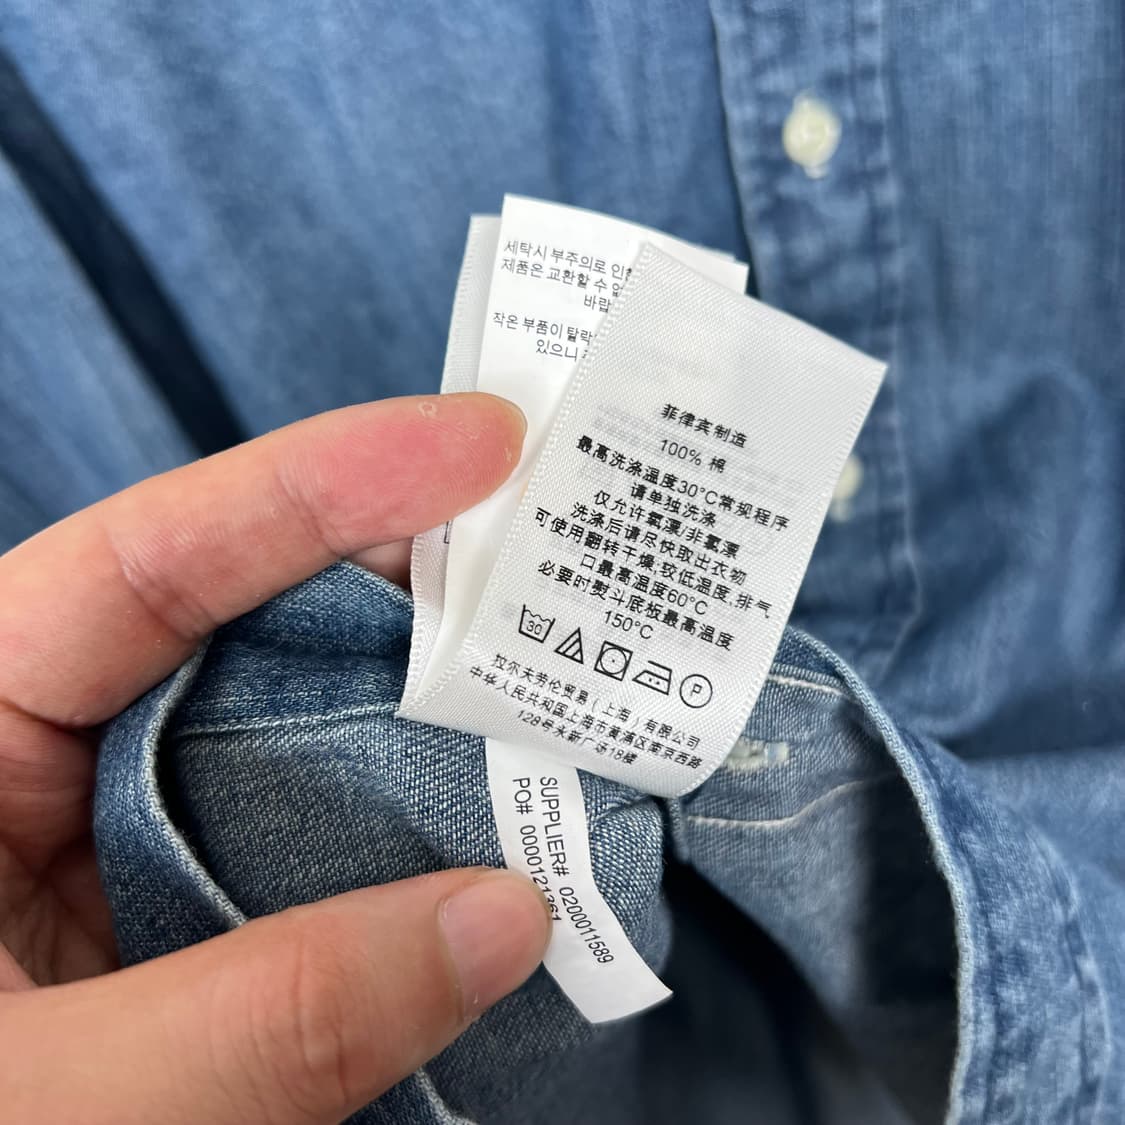 세탁시 부주의로 인한
제품은 교환할 수 없
바랍
작은 부품이 탈락
있으니
菲律宾制造
100% 棉
最高洗涤温度30°C常规程序
请单独洗涤
仅允许氧漂/非氯漂
洗涤后请尽快取出衣物
可使用翻转干燥;较低温度,排气
口最高温度60°C
必要时熨斗底板最高温度
150°C
30
P
拉尔夫劳伦贸易（上海）有限公司
中华人民共和国上海市黄浦区南京西路
128号永新广场18楼
SUPPLIER# 0200011589
PO# 0000121361